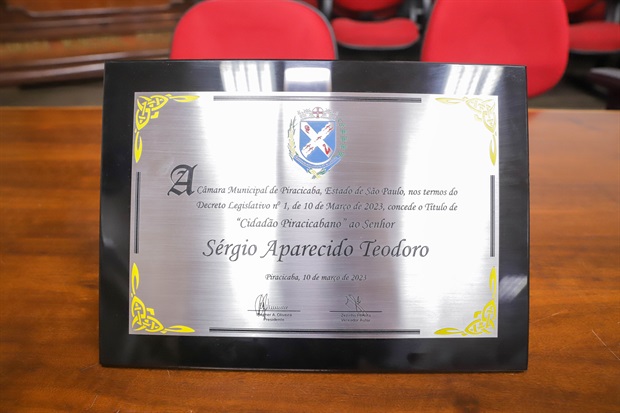 A Câmara Municipal de Piracicaba, Estado de São Paulo, nos termos do
Decreto Legislativo nº 1, de 10 de Março de 2023, concede o Título de
"Cidadão Piracicabano" ao Senhor
Sérgio Aparecido Teodoro
Piracicaba, 10 de março de 2023
Wagner A. Oliveira
Presidente